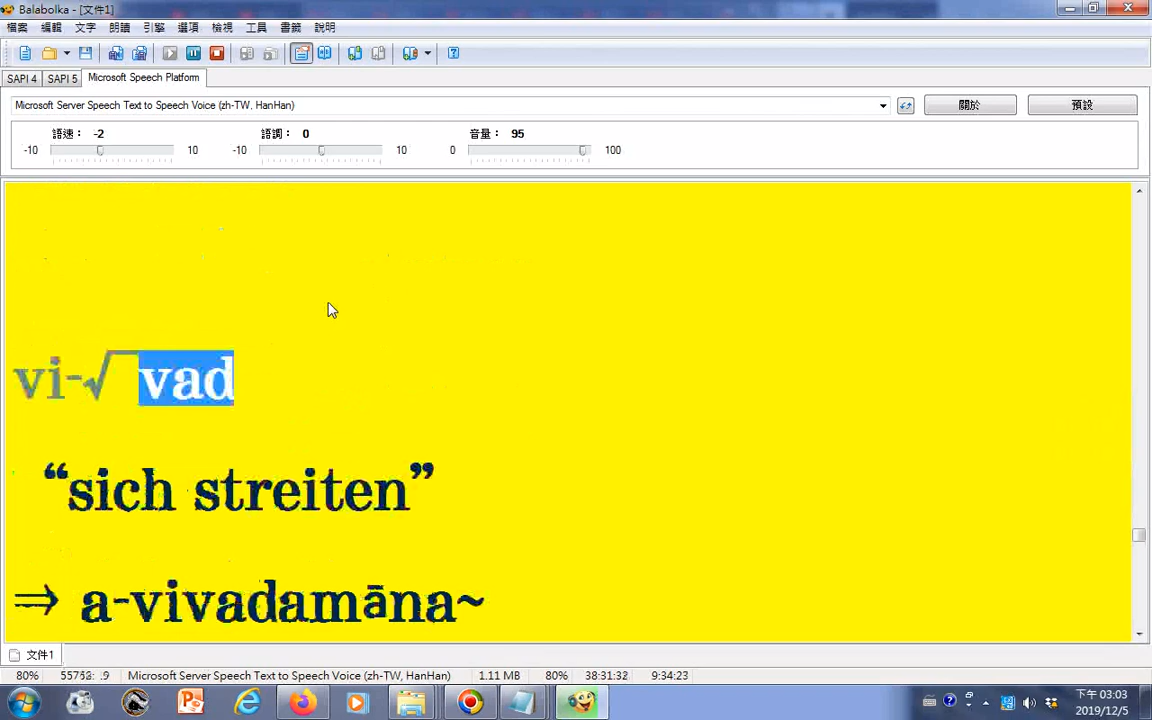 Balabolka - [文件1]
檔案 編輯 文字 朗讀 引擎 選項 檢視 工具 書籤 說明
SAPI 4 SAPI 5 Microsoft Speech Platform
Microsoft Server Speech Text to Speech Voice (zh-TW, HanHan) 關於 預設
語速： -2 語調： 0 音量： 95
-10 10 -10 10 0 100
vi-√ vad
“sich streiten”
⇒ a-vivadamāna~
文件1
80% Microsoft Server Speech Text to Speech Voice (zh-TW, HanHan) 1.11 MB 80% 38:31:32 9:34:23
下午 03:03
2019/12/5